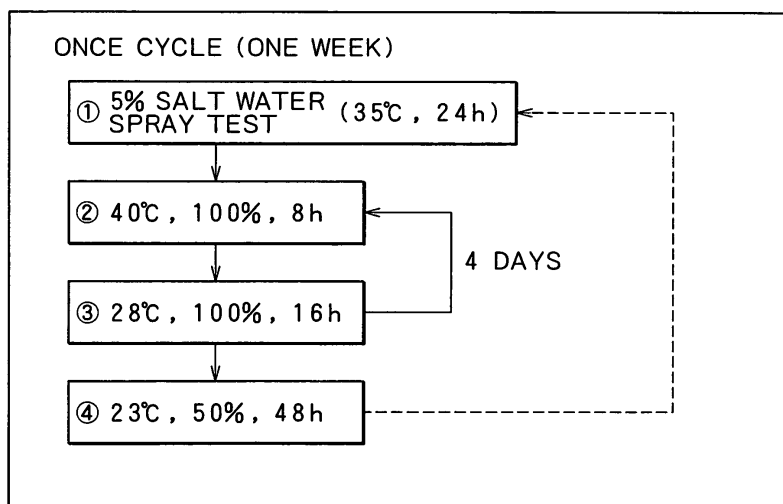 ONCE CYCLE (ONE WEEK)
① 5% SALT WATER SPRAY TEST (35℃, 24h)
② 40℃, 100%, 8h
4 DAYS
③ 28℃, 100%, 16h
④ 23℃, 50%, 48h